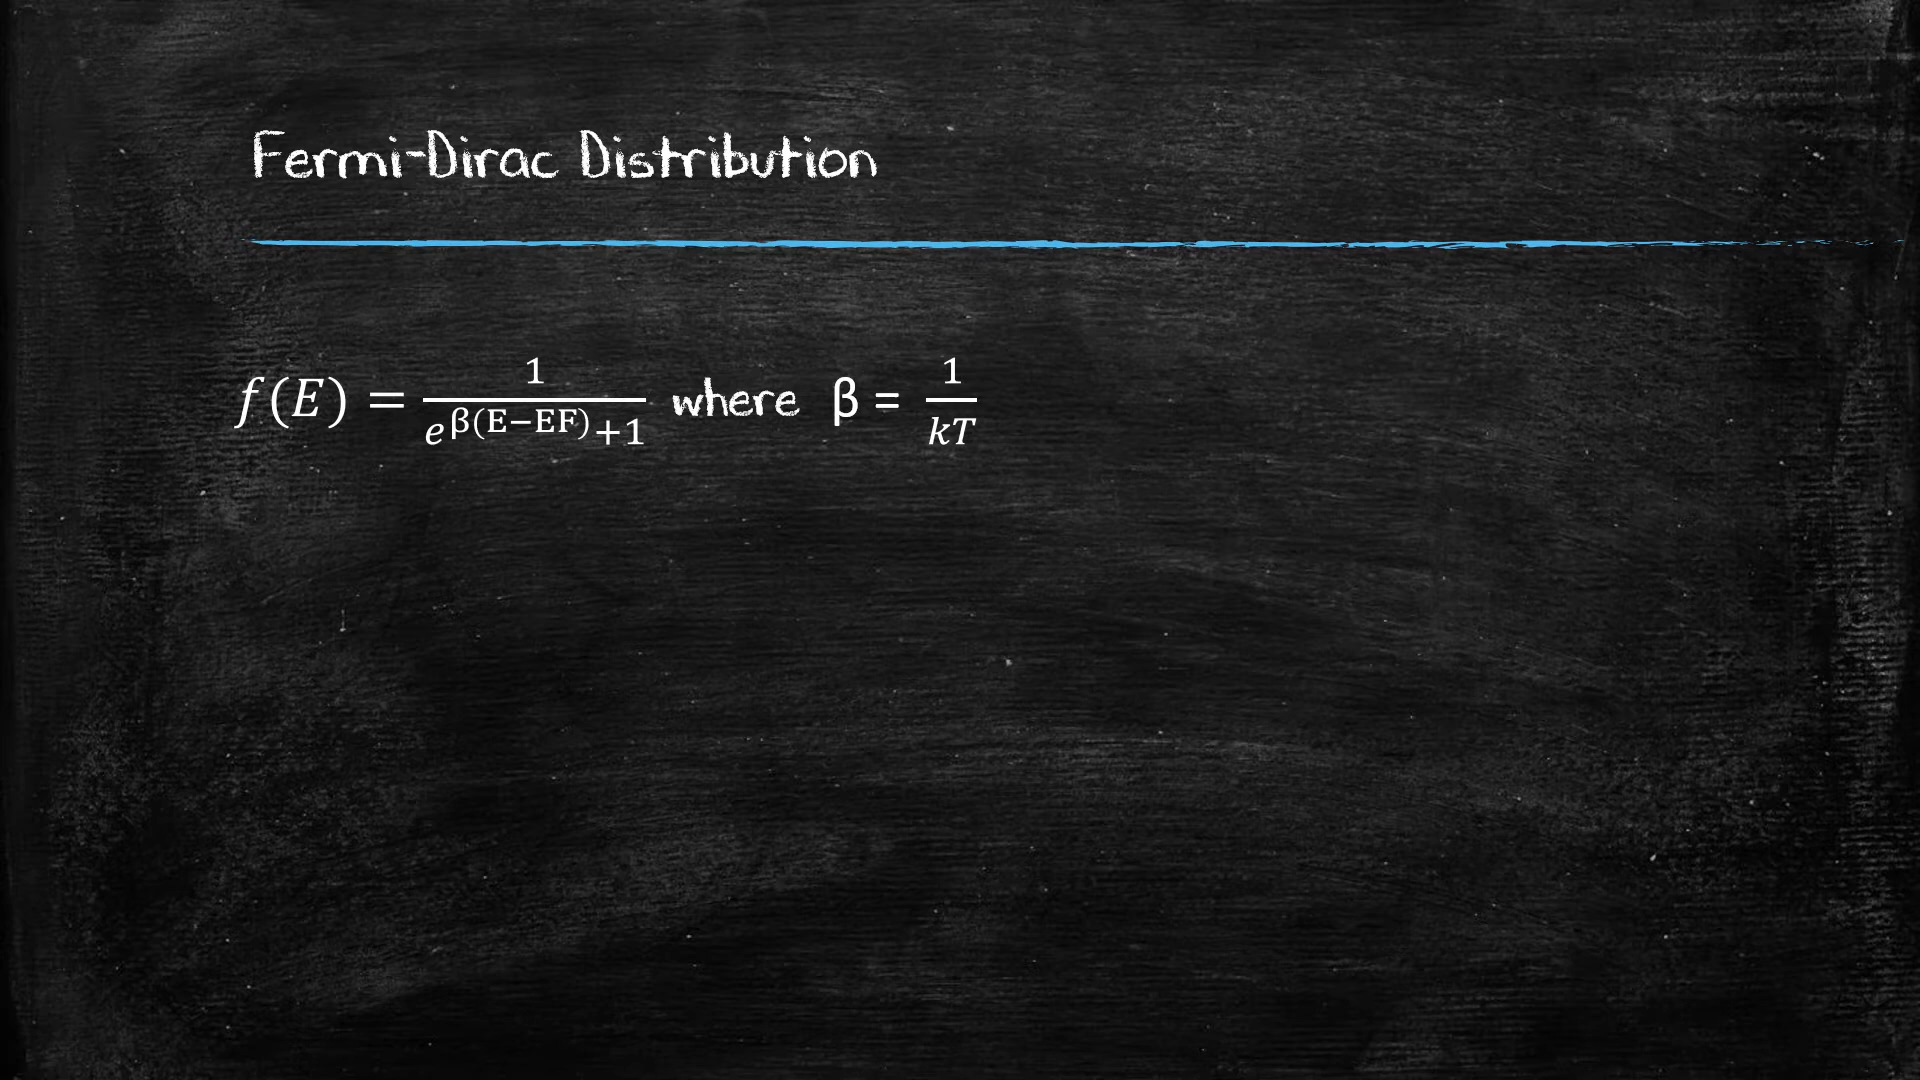 Fermi-Dirac Distribution
f(E) = 1/(e^(β(E−EF))+1) where β = 1/(kT)